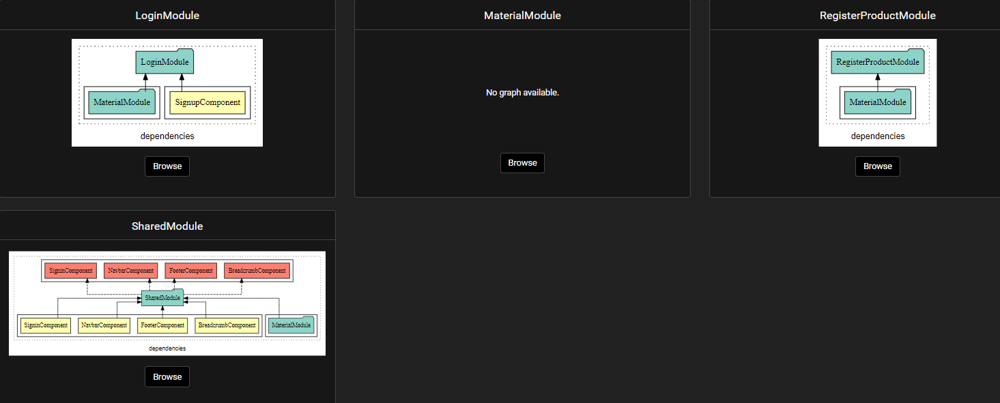 LoginModule
LoginModule
MaterialModule
SignupComponent
dependencies
Browse
MaterialModule
No graph available.
Browse
RegisterProductModule
RegisterProductModule
MaterialModule
dependencies
Browse
SharedModule
SigninComponent NavbarComponent FooterComponent BreadcrumbComponent
SharedModule
SigninComponent NavbarComponent FooterComponent BreadcrumbComponent MaterialModule
dependencies
Browse